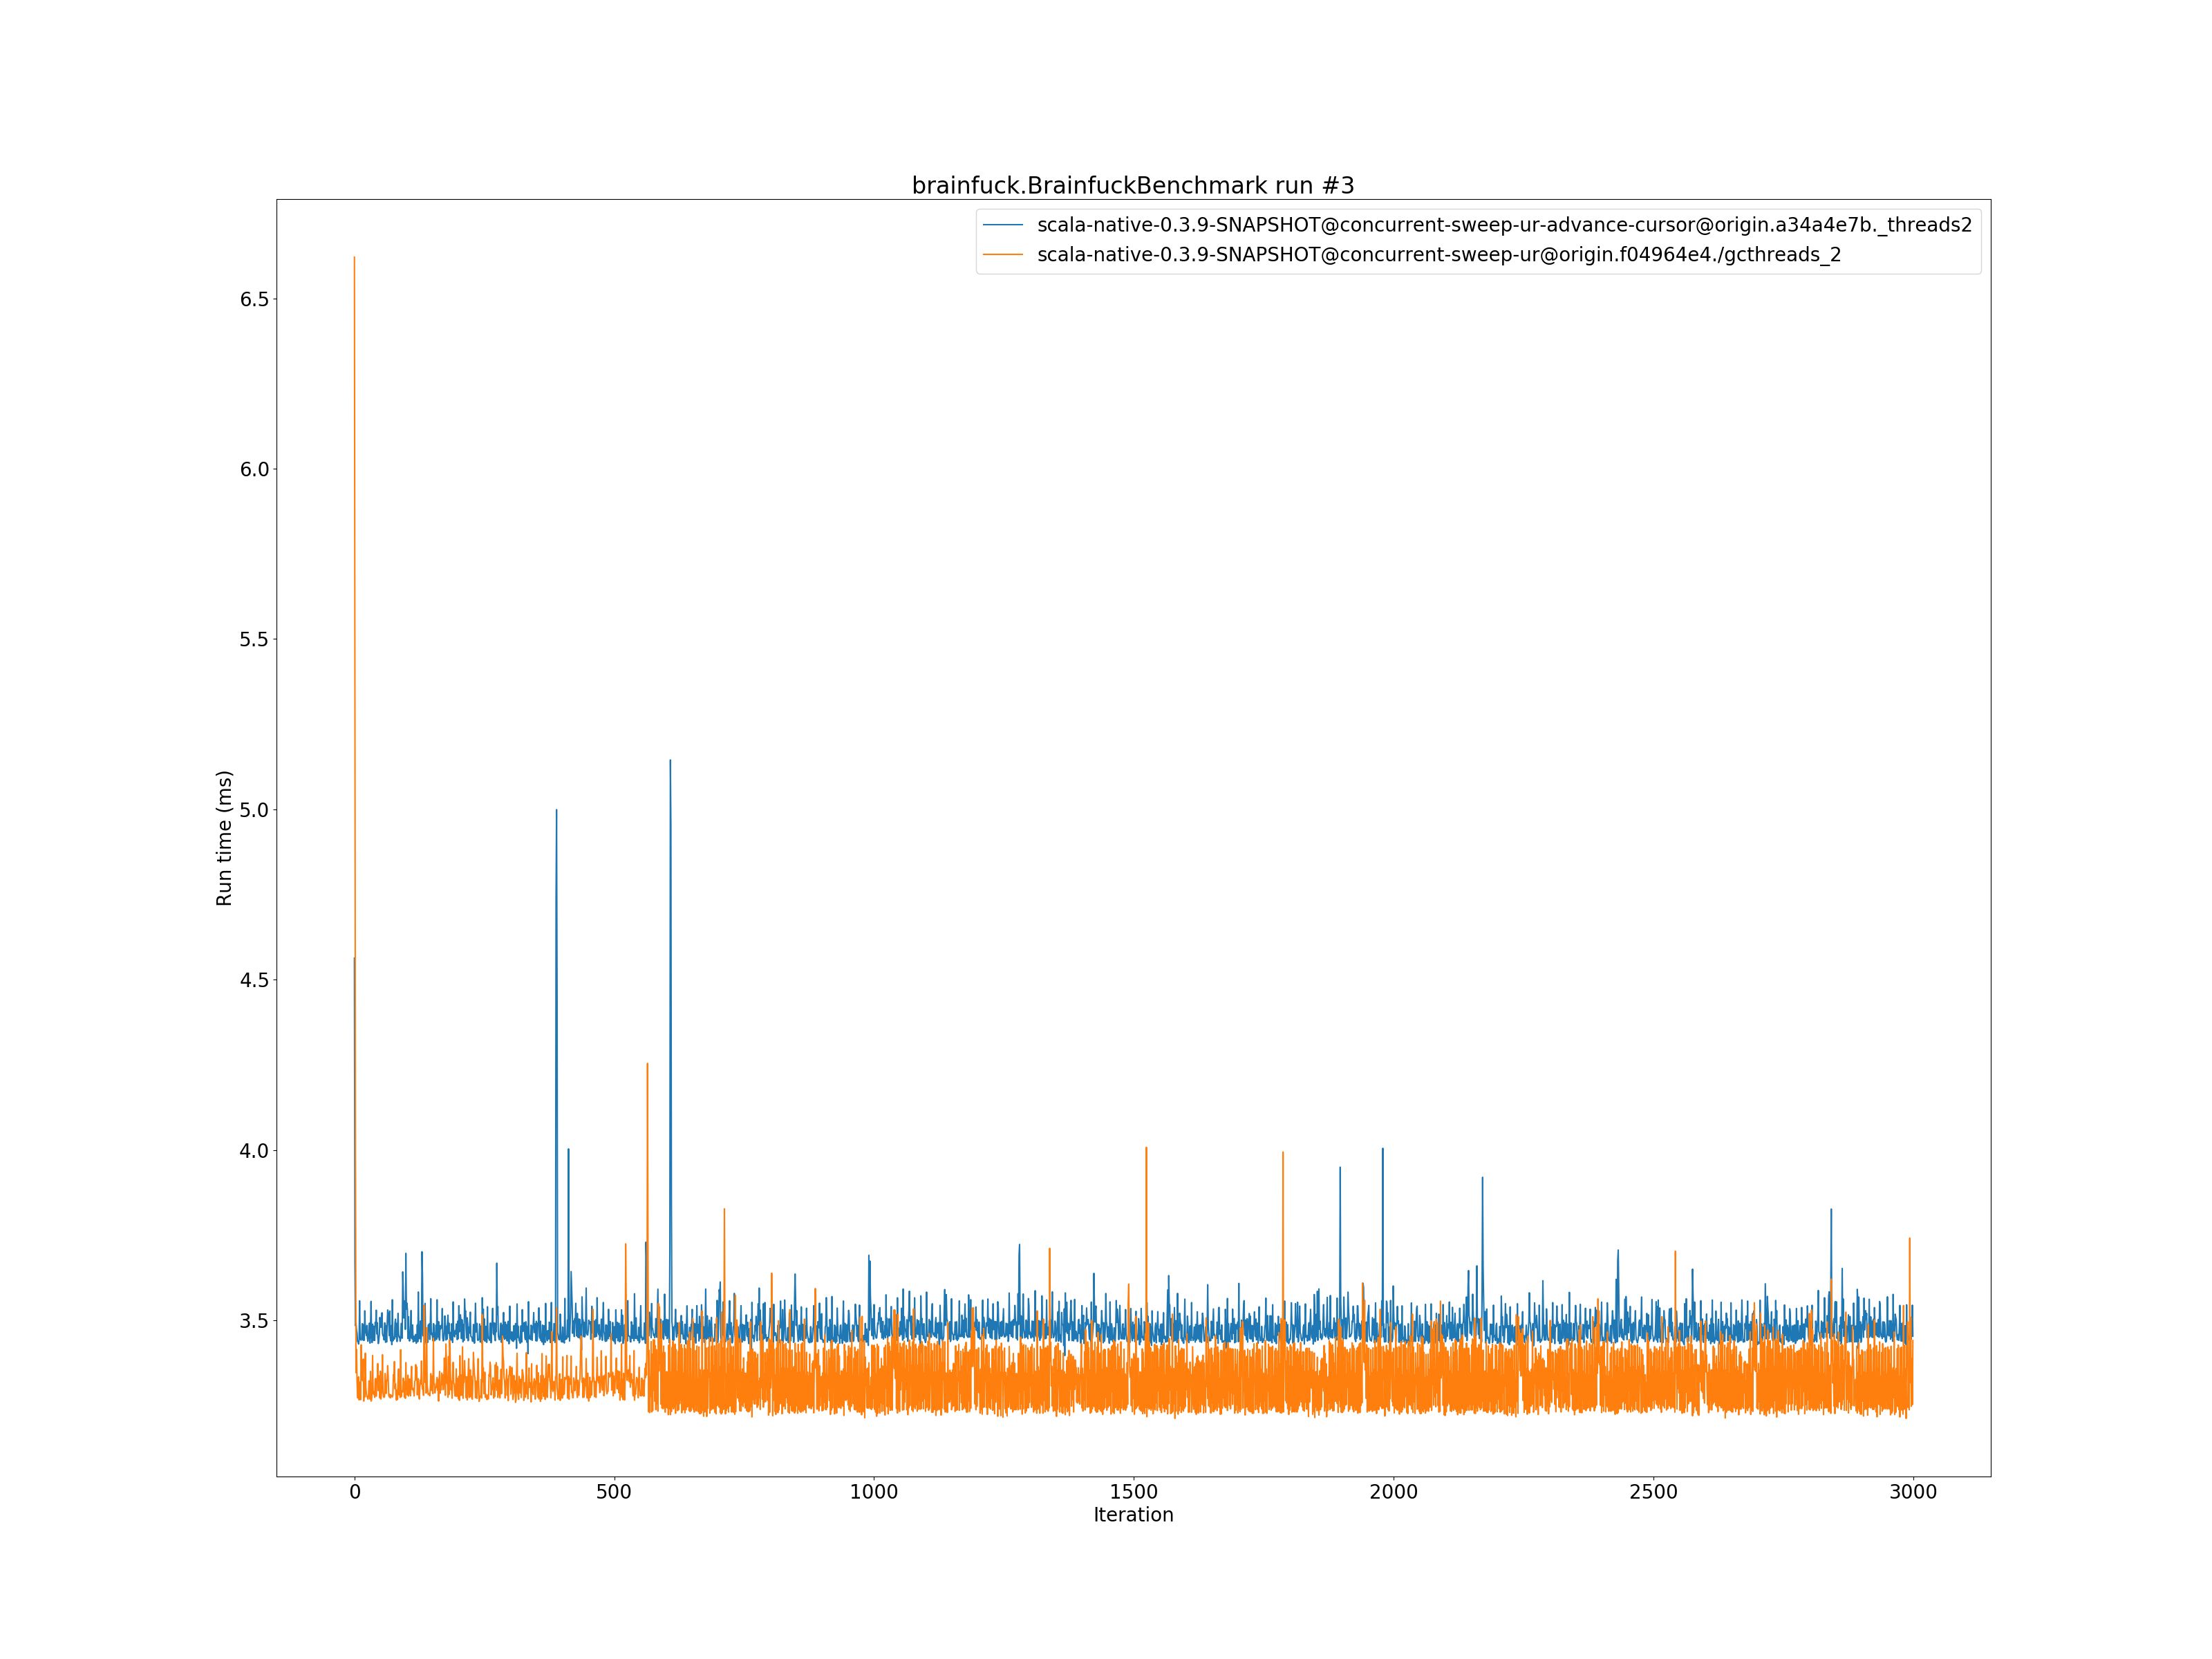 brainfuck.BrainfuckBenchmark run #3
scala-native-0.3.9-SNAPSHOT@concurrent-sweep-ur-advance-cursor@origin.a34a4e7b._threads2
scala-native-0.3.9-SNAPSHOT@concurrent-sweep-ur@origin.f04964e4./gcthreads_2
6.5
6.0
5.5
5.0
4.5
4.0
3.5
Run time (ms)
0 500 1000 1500 2000 2500 3000
Iteration